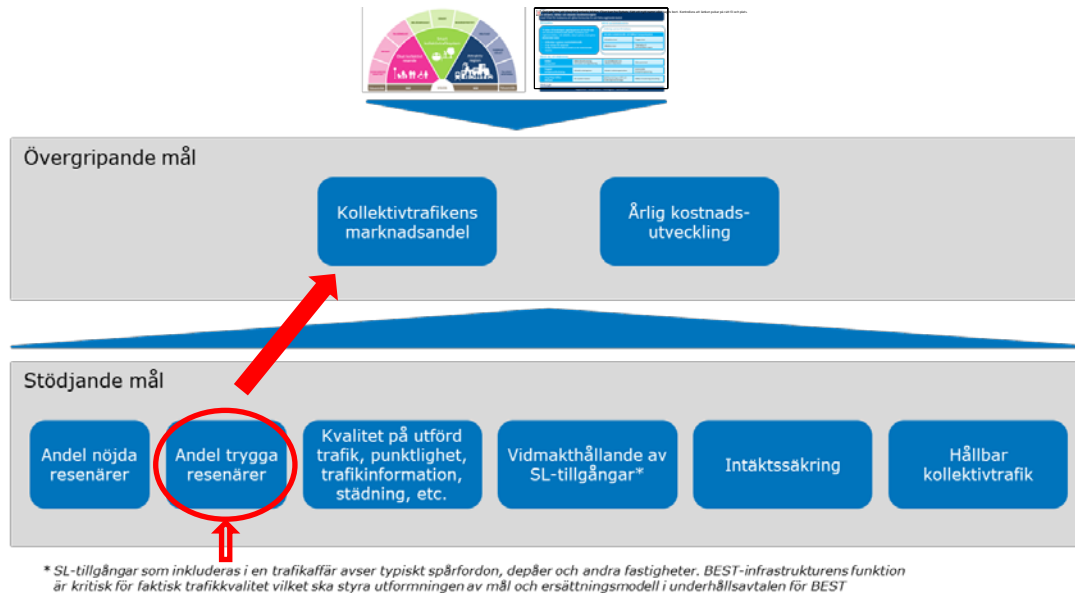 Övergripande mål
Kollektivtrafikens
marknadsandel
Årlig kostnads-
utveckling
Stödjande mål
Andel nöjda
resenärer
Andel trygga
resenärer
Kvalitet på utförd
trafik, punktlighet,
trafikinformation,
städning, etc.
Vidmakthållande av
SL-tillgångar*
Intäktssäkring
Hållbar
kollektivtrafik
* SL-tillgångar som inkluderas i en trafikaffär avser typiskt spårfordon, depåer och andra fastigheter. BEST-infrastrukturens funktion
är kritisk för faktisk trafikkvalitet vilket ska styra utformningen av mål och ersättningsmodell i underhållsavtalen för BEST